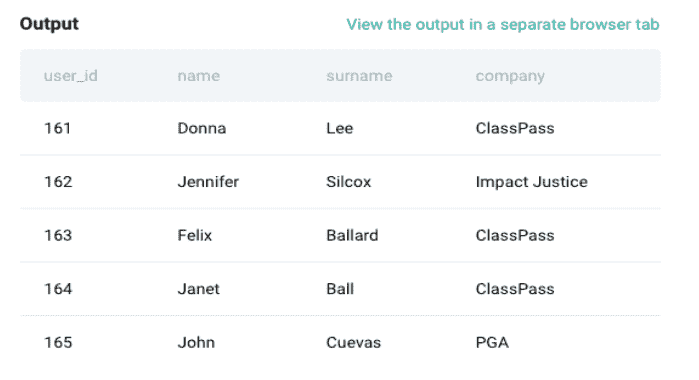 Output View the output in a separate browser tab
user_id name surname company
161 Donna Lee ClassPass
162 Jennifer Silcox Impact Justice
163 Felix Ballard ClassPass
164 Janet Ball ClassPass
165 John Cuevas PGA